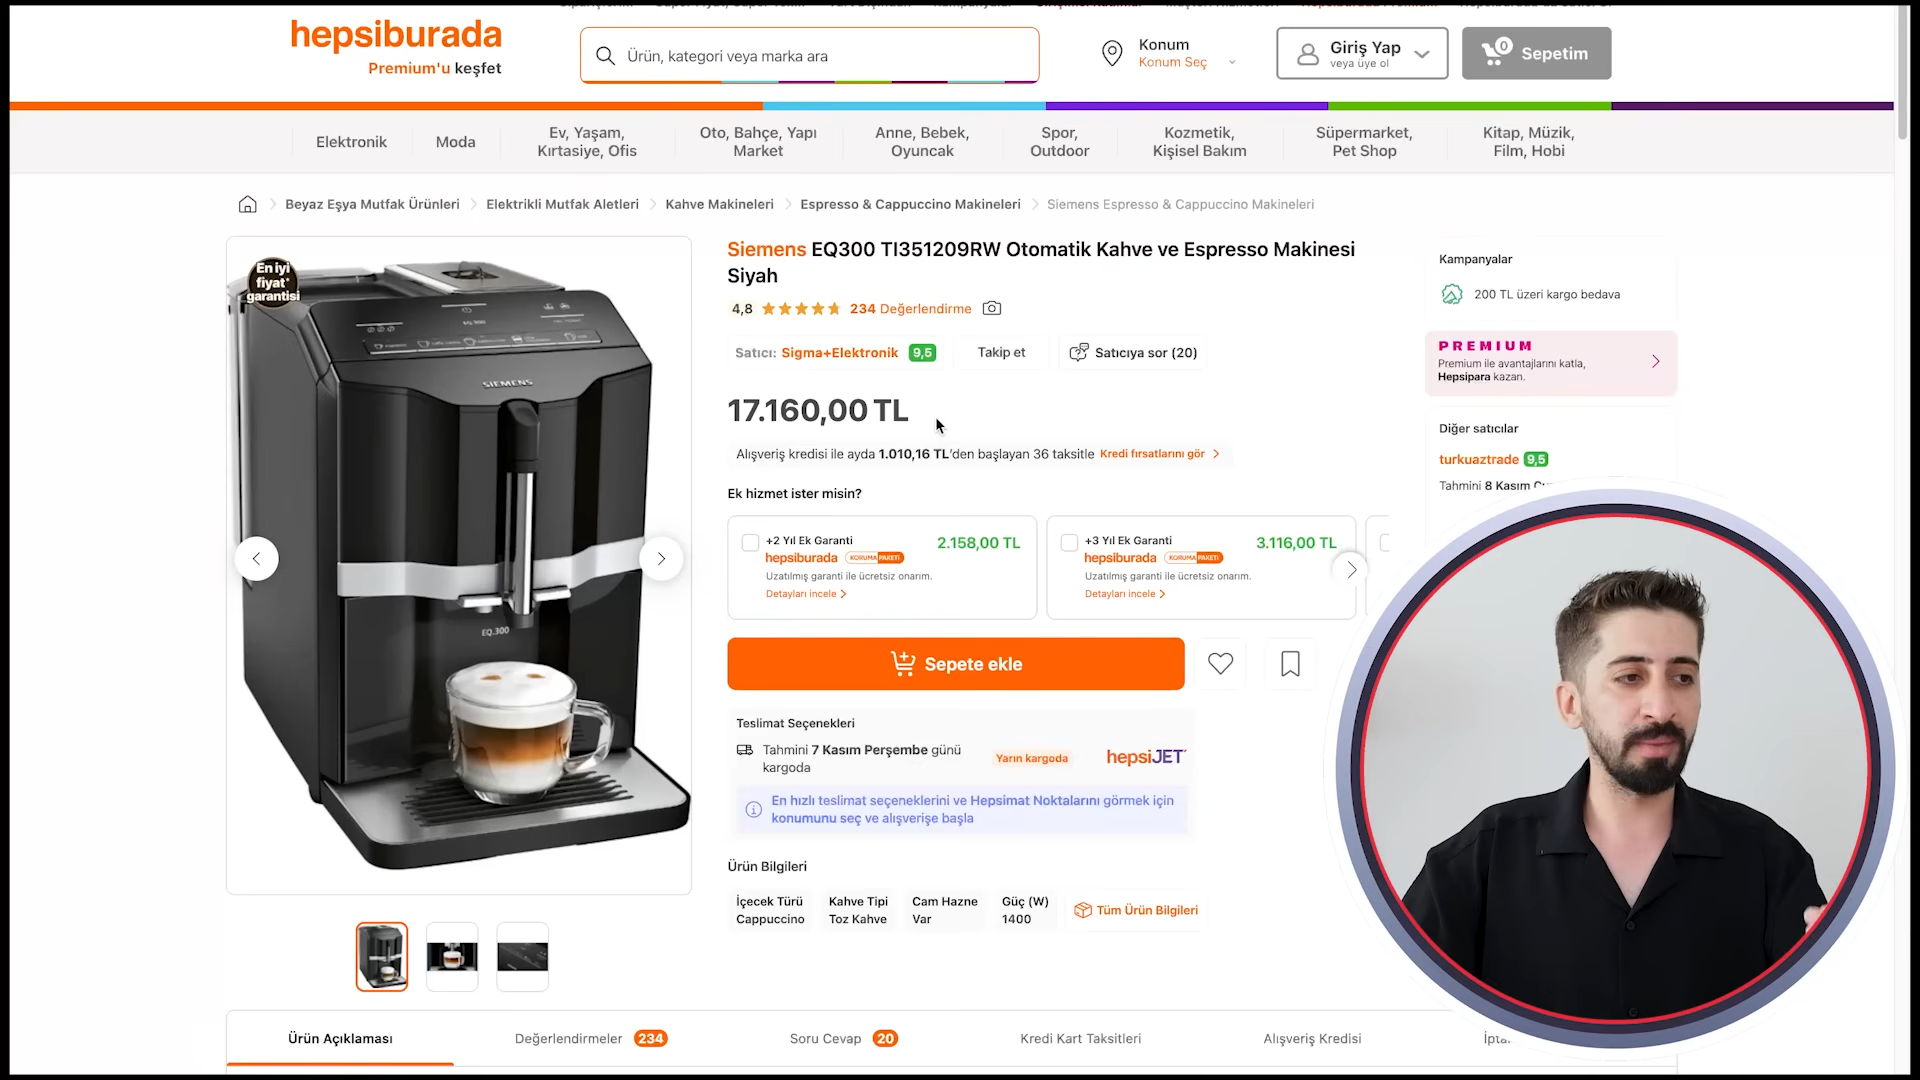 hepsiburada
Premium'u keşfet
Ürün, kategori veya marka ara
Konum
Konum Seç
Giriş Yap
veya üye ol
0
Sepetim
Elektronik
Moda
Ev, Yaşam,
Kırtasiye, Ofis
Oto, Bahçe, Yapı
Market
Anne, Bebek,
Oyuncak
Spor,
Outdoor
Kozmetik,
Kişisel Bakım
Süpermarket,
Pet Shop
Kitap, Müzik,
Film, Hobi
Beyaz Eşya Mutfak Ürünleri
Elektrikli Mutfak Aletleri
Kahve Makineleri
Espresso & Cappuccino Makineleri
Siemens Espresso & Cappuccino Makineleri
En iyi
fiyat*
garantisi
SIEMENS
EQ.300
Siemens EQ300 TI351209RW Otomatik Kahve ve Espresso Makinesi
Siyah
4,8
234 Değerlendirme
Satıcı: Sigma+Elektronik 9,5
Takip et
Satıcıya sor (20)
17.160,00 TL
Alışveriş kredisi ile ayda 1.010,16 TL'den başlayan 36 taksitle Kredi fırsatlarını gör
Ek hizmet ister misin?
+2 Yıl Ek Garanti
hepsiburada KORUMA PAKETİ
2.158,00 TL
Uzatılmış garanti ile ücretsiz onarım.
Detayları incele
+3 Yıl Ek Garanti
hepsiburada KORUMA PAKETİ
3.116,00 TL
Uzatılmış garanti ile ücretsiz onarım.
Detayları incele
Sepete ekle
Teslimat Seçenekleri
Tahmini 7 Kasım Perşembe günü
kargoda
Yarın kargoda
hepsiJET
En hızlı teslimat seçeneklerini ve Hepsimat Noktalarını görmek için
konumunu seç ve alışverişe başla
Ürün Bilgileri
İçecek Türü
Cappuccino
Kahve Tipi
Toz Kahve
Cam Hazne
Var
Güç (W)
1400
Tüm Ürün Bilgileri
Kampanyalar
200 TL üzeri kargo bedava
PREMIUM
Premium ile avantajlarını katla,
Hepsipara kazan.
Diğer satıcılar
turkuaztrade 9,5
Tahmini 8 Kasım
Ürün Açıklaması
Değerlendirmeler 234
Soru Cevap 20
Kredi Kart Taksitleri
Alışveriş Kredisi